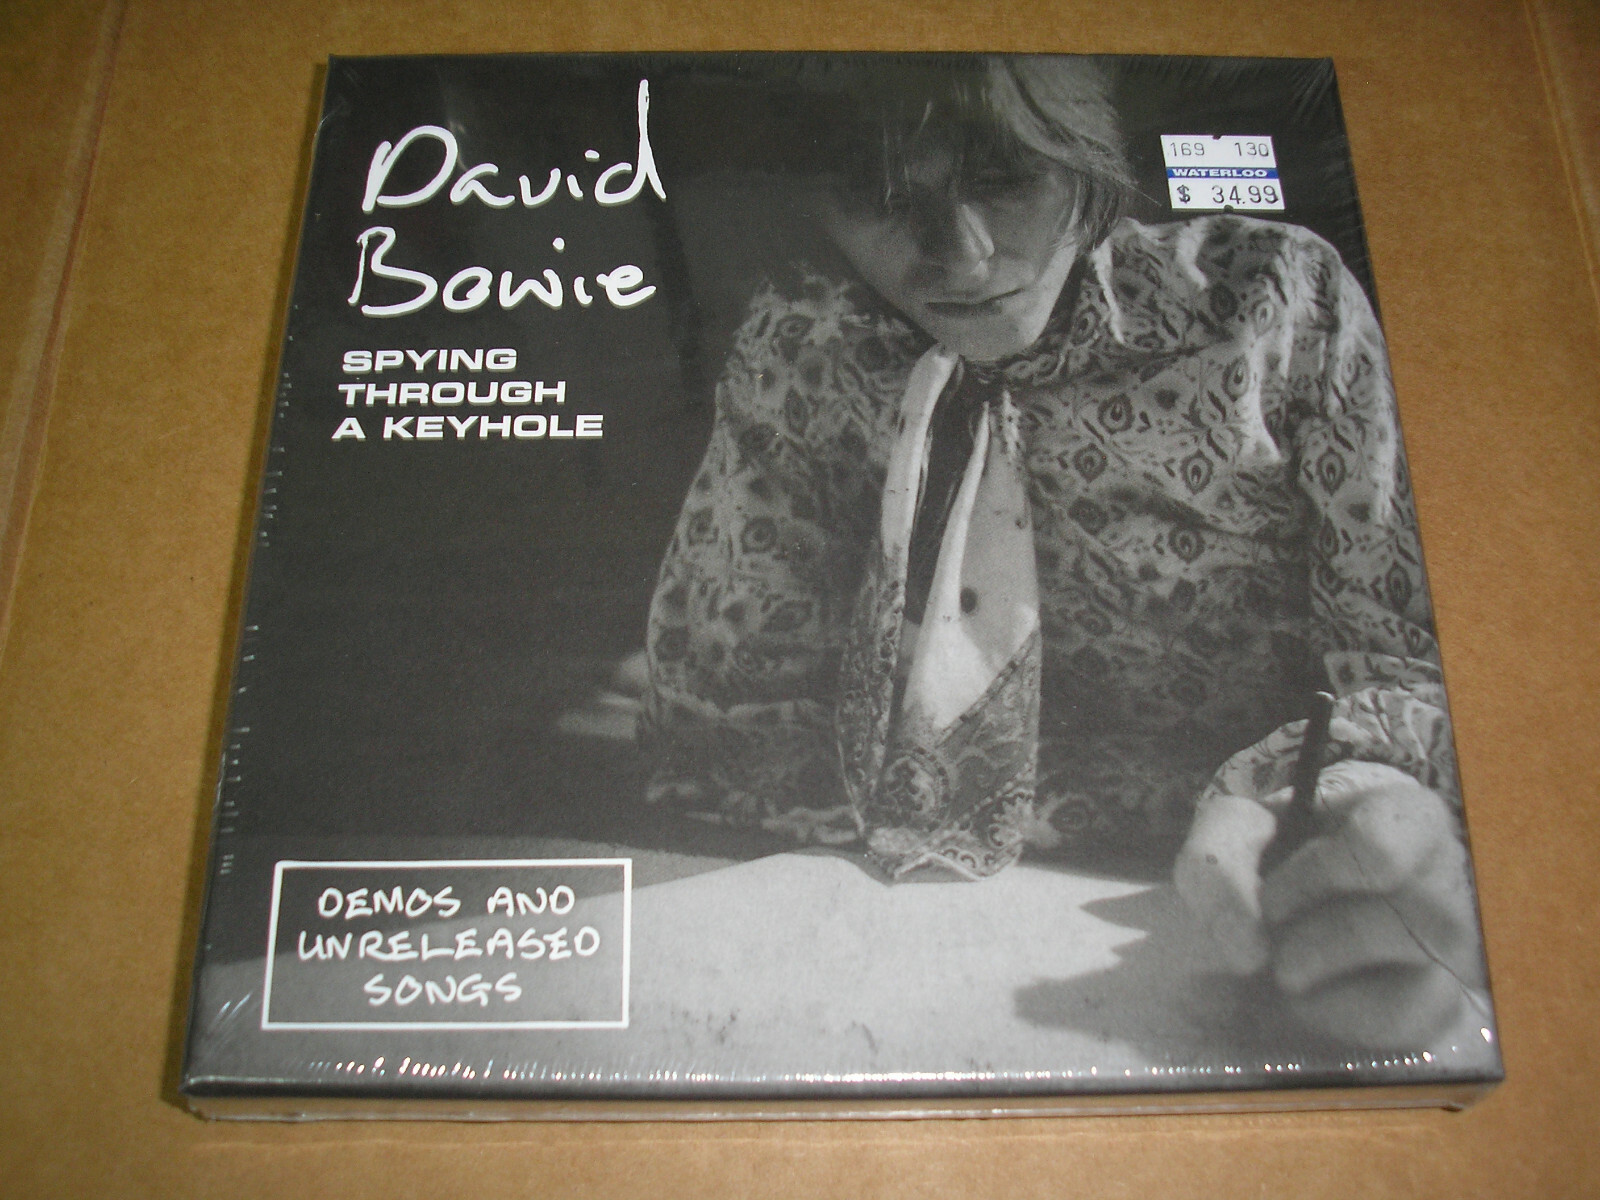 David
Bowie
SPYING
THROUGH
A KEYHOLE
169 130
WATERLOO
$ 34.99
DEMOS AND
UNRELEASED
SONGS